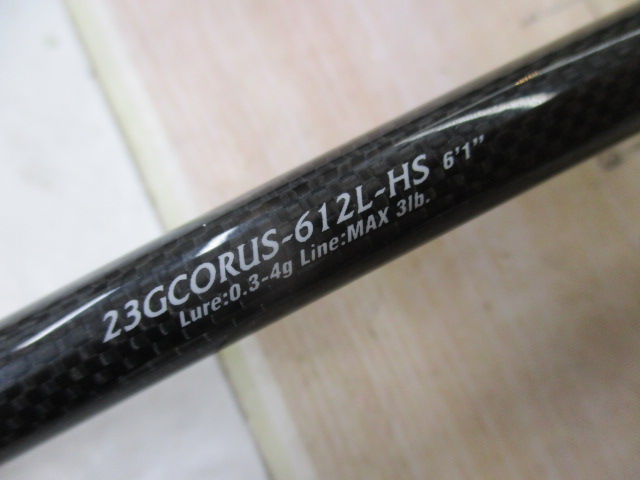 23GCORUS-612L-HS 6'1"
Lure:0.3-4g Line:MAX 3lb.